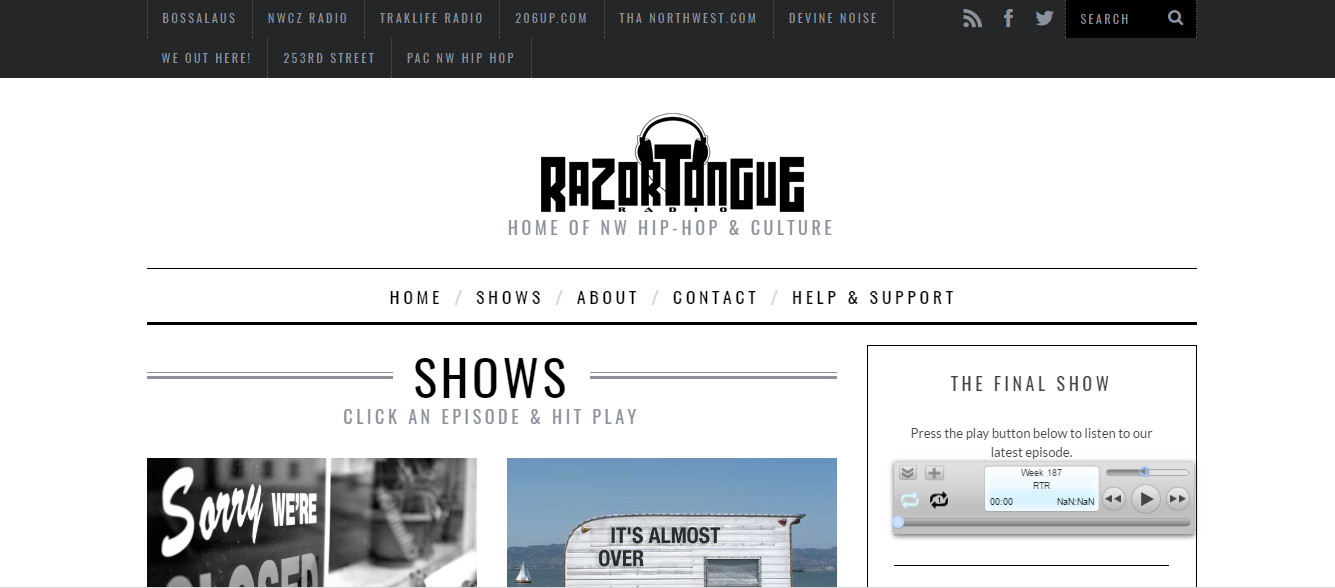 BOSSALAUS
NWCZ RADIO
TRAKLIFE RADIO
206UP.COM
THA NORTHWEST.COM
DEVINE NOISE
SEARCH
WE OUT HERE!
253RD STREET
PAC NW HIP HOP
RAZORTONGUE
RADIO
HOME OF NW HIP-HOP & CULTURE
HOME / SHOWS / ABOUT / CONTACT / HELP & SUPPORT
SHOWS
CLICK AN EPISODE & HIT PLAY
Sorry WE'RE
CLOSED
IT'S ALMOST
OVER
THE FINAL SHOW
Press the play button below to listen to our
latest episode.
Week 187
RTR
00:00 NaN:NaN